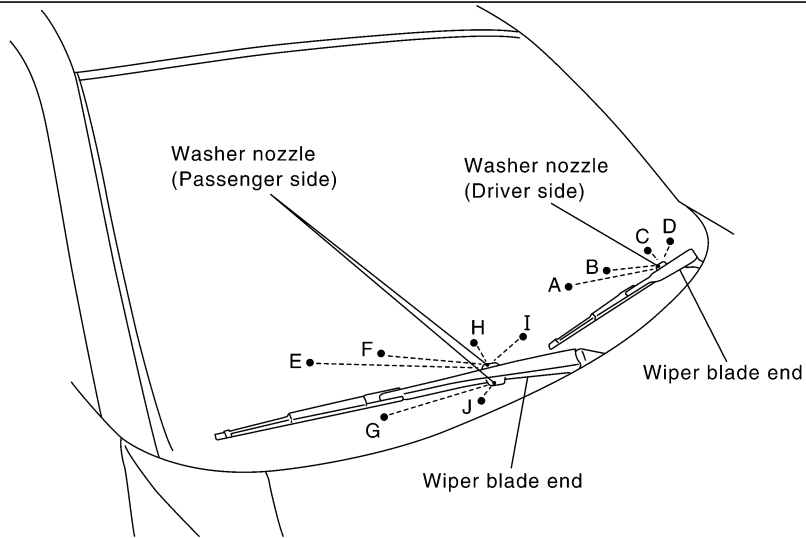 Washer nozzle
(Passenger side)
Washer nozzle
(Driver side)
C
D
B
A
H
I
F
E
Wiper blade end
J
G
Wiper blade end